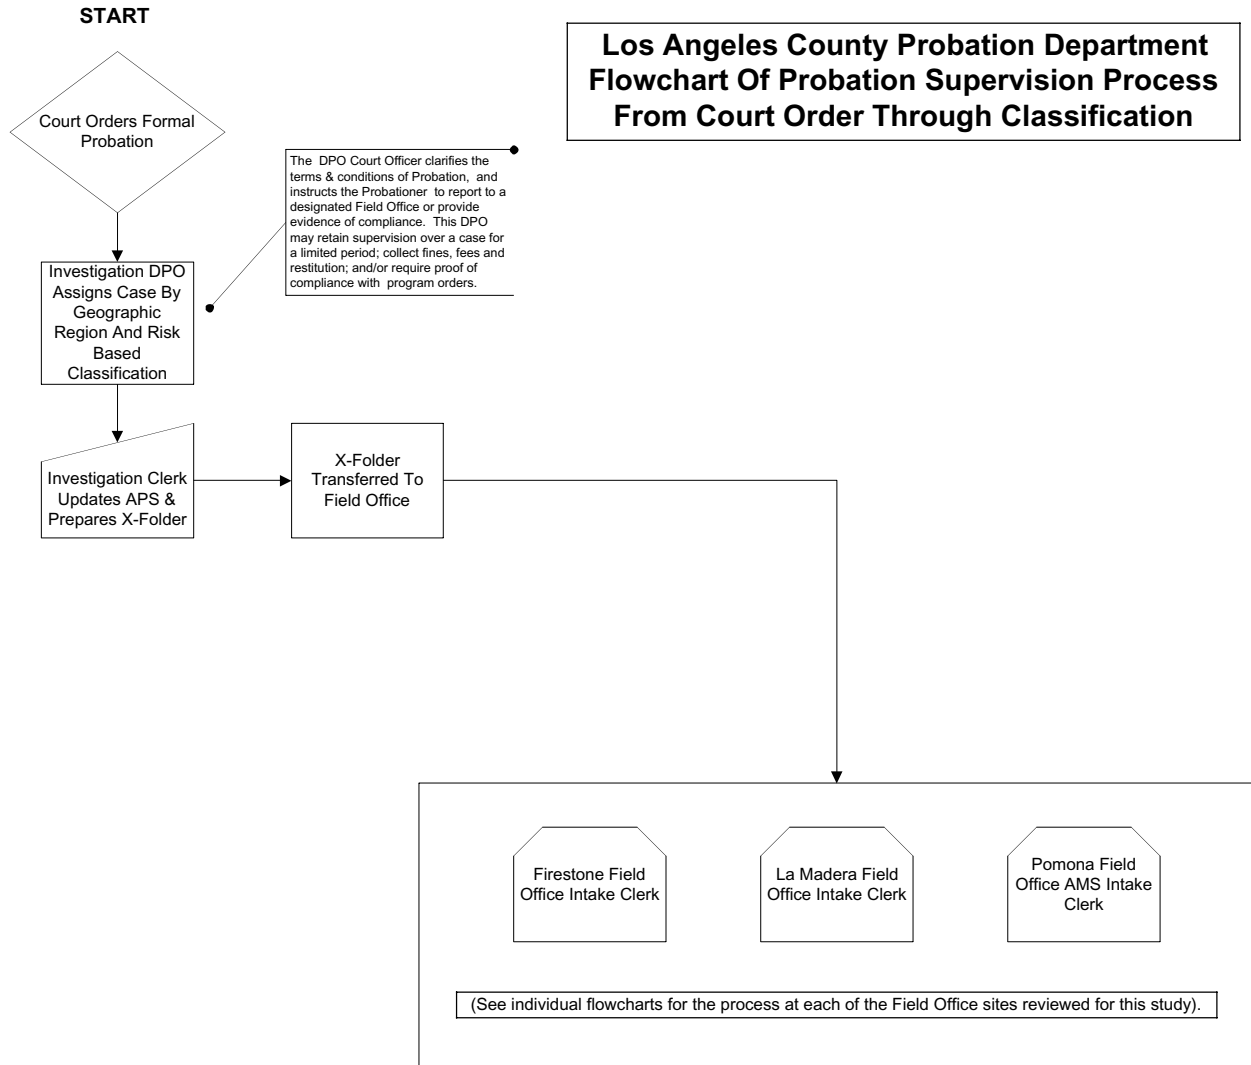 START
Los Angeles County Probation Department
Flowchart Of Probation Supervision Process
From Court Order Through Classification
Court Orders Formal
Probation
The DPO Court Officer clarifies the
terms & conditions of Probation, and
instructs the Probationer to report to a
designated Field Office or provide
evidence of compliance. This DPO
may retain supervision over a case for
a limited period; collect fines, fees and
restitution; and/or require proof of
compliance with program orders.
Investigation DPO
Assigns Case By
Geographic
Region And Risk
Based
Classification
Investigation Clerk
Updates APS &
Prepares X-Folder
X-Folder
Transferred To
Field Office
Firestone Field
Office Intake Clerk
La Madera Field
Office Intake Clerk
Pomona Field
Office AMS Intake
Clerk
(See individual flowcharts for the process at each of the Field Office sites reviewed for this study).